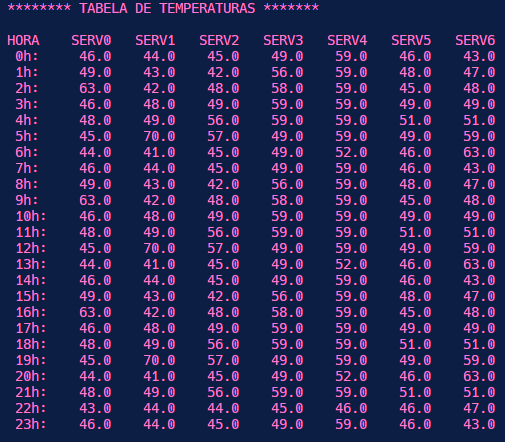 ******** TABELA DE TEMPERATURAS *******
HORA    SERV0   SERV1   SERV2   SERV3   SERV4   SERV5   SERV6
 0h:     46.0    44.0    45.0    49.0    59.0    46.0    43.0
 1h:     49.0    43.0    42.0    56.0    59.0    48.0    47.0
 2h:     63.0    42.0    48.0    58.0    59.0    45.0    48.0
 3h:     46.0    48.0    49.0    59.0    59.0    49.0    49.0
 4h:     48.0    49.0    56.0    59.0    59.0    51.0    51.0
 5h:     45.0    70.0    57.0    49.0    59.0    49.0    59.0
 6h:     44.0    41.0    45.0    49.0    52.0    46.0    63.0
 7h:     46.0    44.0    45.0    49.0    59.0    46.0    43.0
 8h:     49.0    43.0    42.0    56.0    59.0    48.0    47.0
 9h:     63.0    42.0    48.0    58.0    59.0    45.0    48.0
 10h:    46.0    48.0    49.0    59.0    59.0    49.0    49.0
 11h:    48.0    49.0    56.0    59.0    59.0    51.0    51.0
 12h:    45.0    70.0    57.0    49.0    59.0    49.0    59.0
 13h:    44.0    41.0    45.0    49.0    52.0    46.0    63.0
 14h:    46.0    44.0    45.0    49.0    59.0    46.0    43.0
 15h:    49.0    43.0    42.0    56.0    59.0    48.0    47.0
 16h:    63.0    42.0    48.0    58.0    59.0    45.0    48.0
 17h:    46.0    48.0    49.0    59.0    59.0    49.0    49.0
 18h:    48.0    49.0    56.0    59.0    59.0    51.0    51.0
 19h:    45.0    70.0    57.0    49.0    59.0    49.0    59.0
 20h:    44.0    41.0    45.0    49.0    52.0    46.0    63.0
 21h:    48.0    49.0    56.0    59.0    59.0    51.0    51.0
 22h:    43.0    44.0    44.0    45.0    46.0    46.0    47.0
 23h:    46.0    44.0    45.0    49.0    59.0    46.0    43.0